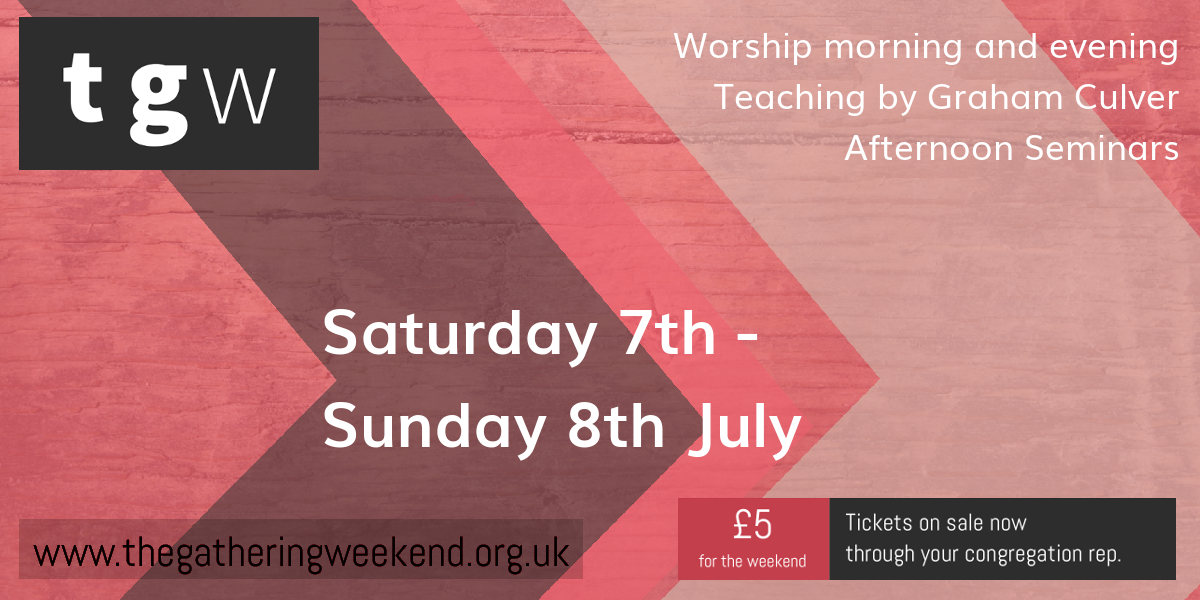 tgw
Worship morning and evening
Teaching by Graham Culver
Afternoon Seminars
Saturday 7th -
Sunday 8th July
www.thegatheringweekend.org.uk
£5
for the weekend
Tickets on sale now
through your congregation rep.